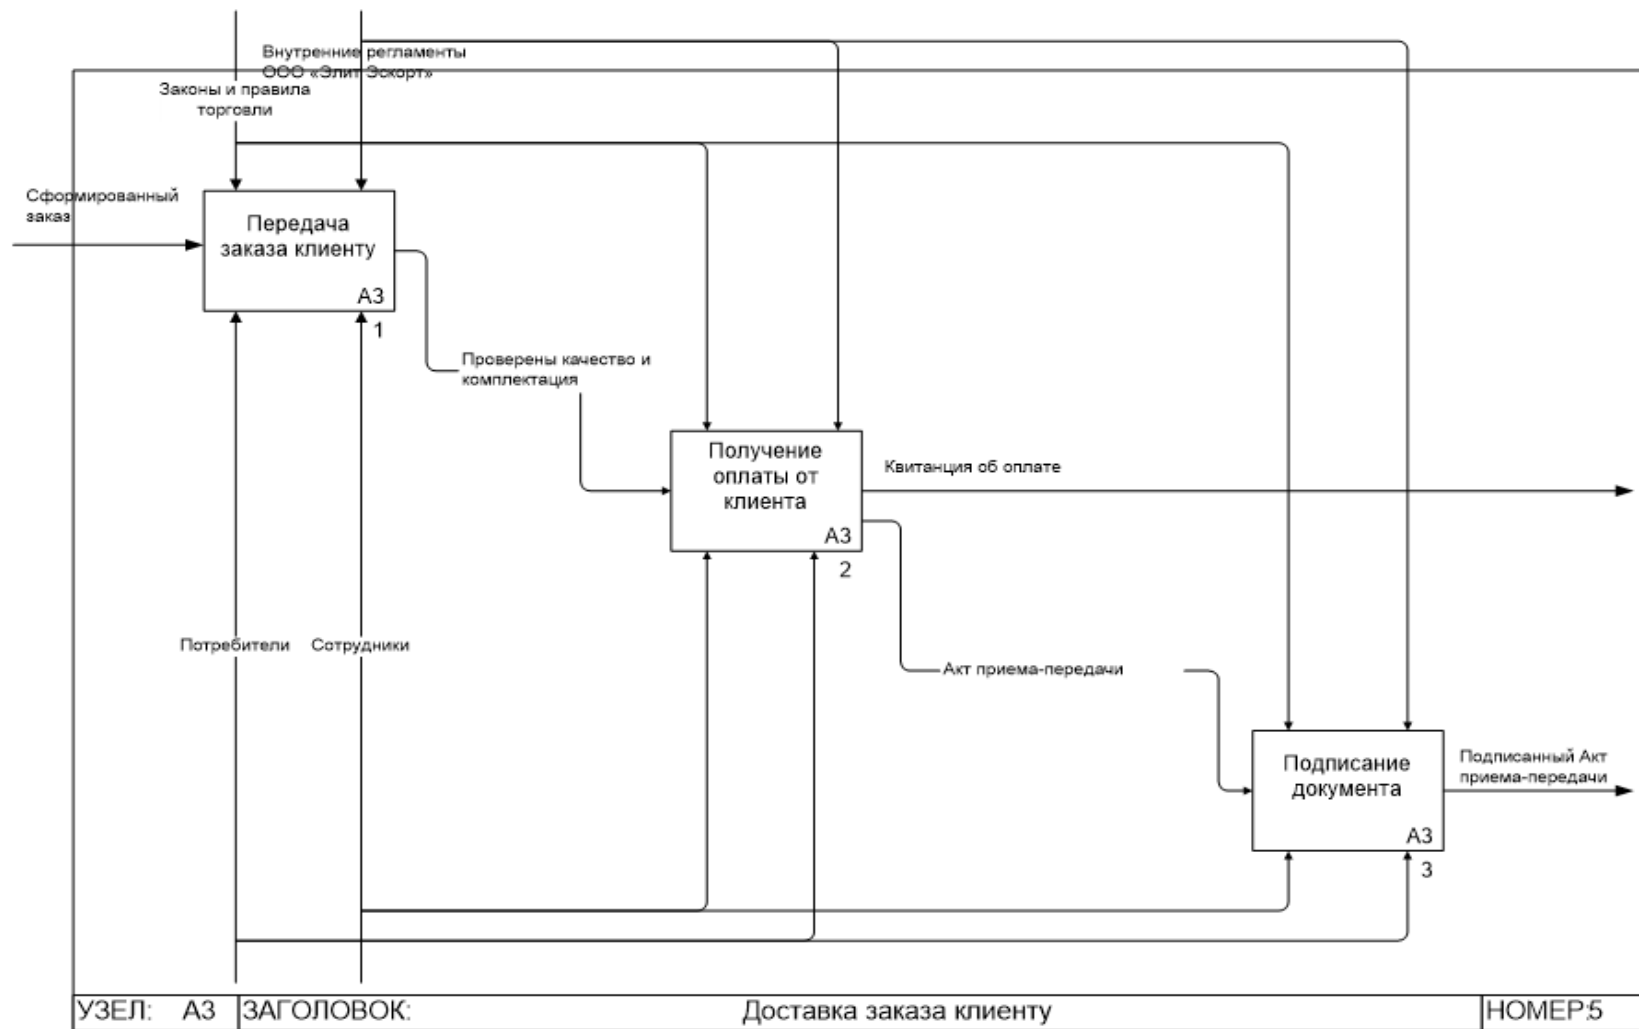 Внутренние регламенты
ООО «Элит Эскорт»
Законы и правила
торговли
Сформированный
заказ
Передача
заказа клиенту
А3
1
Проверены качество и
комплектация
Получение
оплаты от
клиента
А3
2
Квитанция об оплате
Потребители
Сотрудники
Акт приема-передачи
Подписание
документа
А3
3
Подписанный Акт
приема-передачи
УЗЕЛ: А3
ЗАГОЛОВОК:
Доставка заказа клиенту
НОМЕР:5